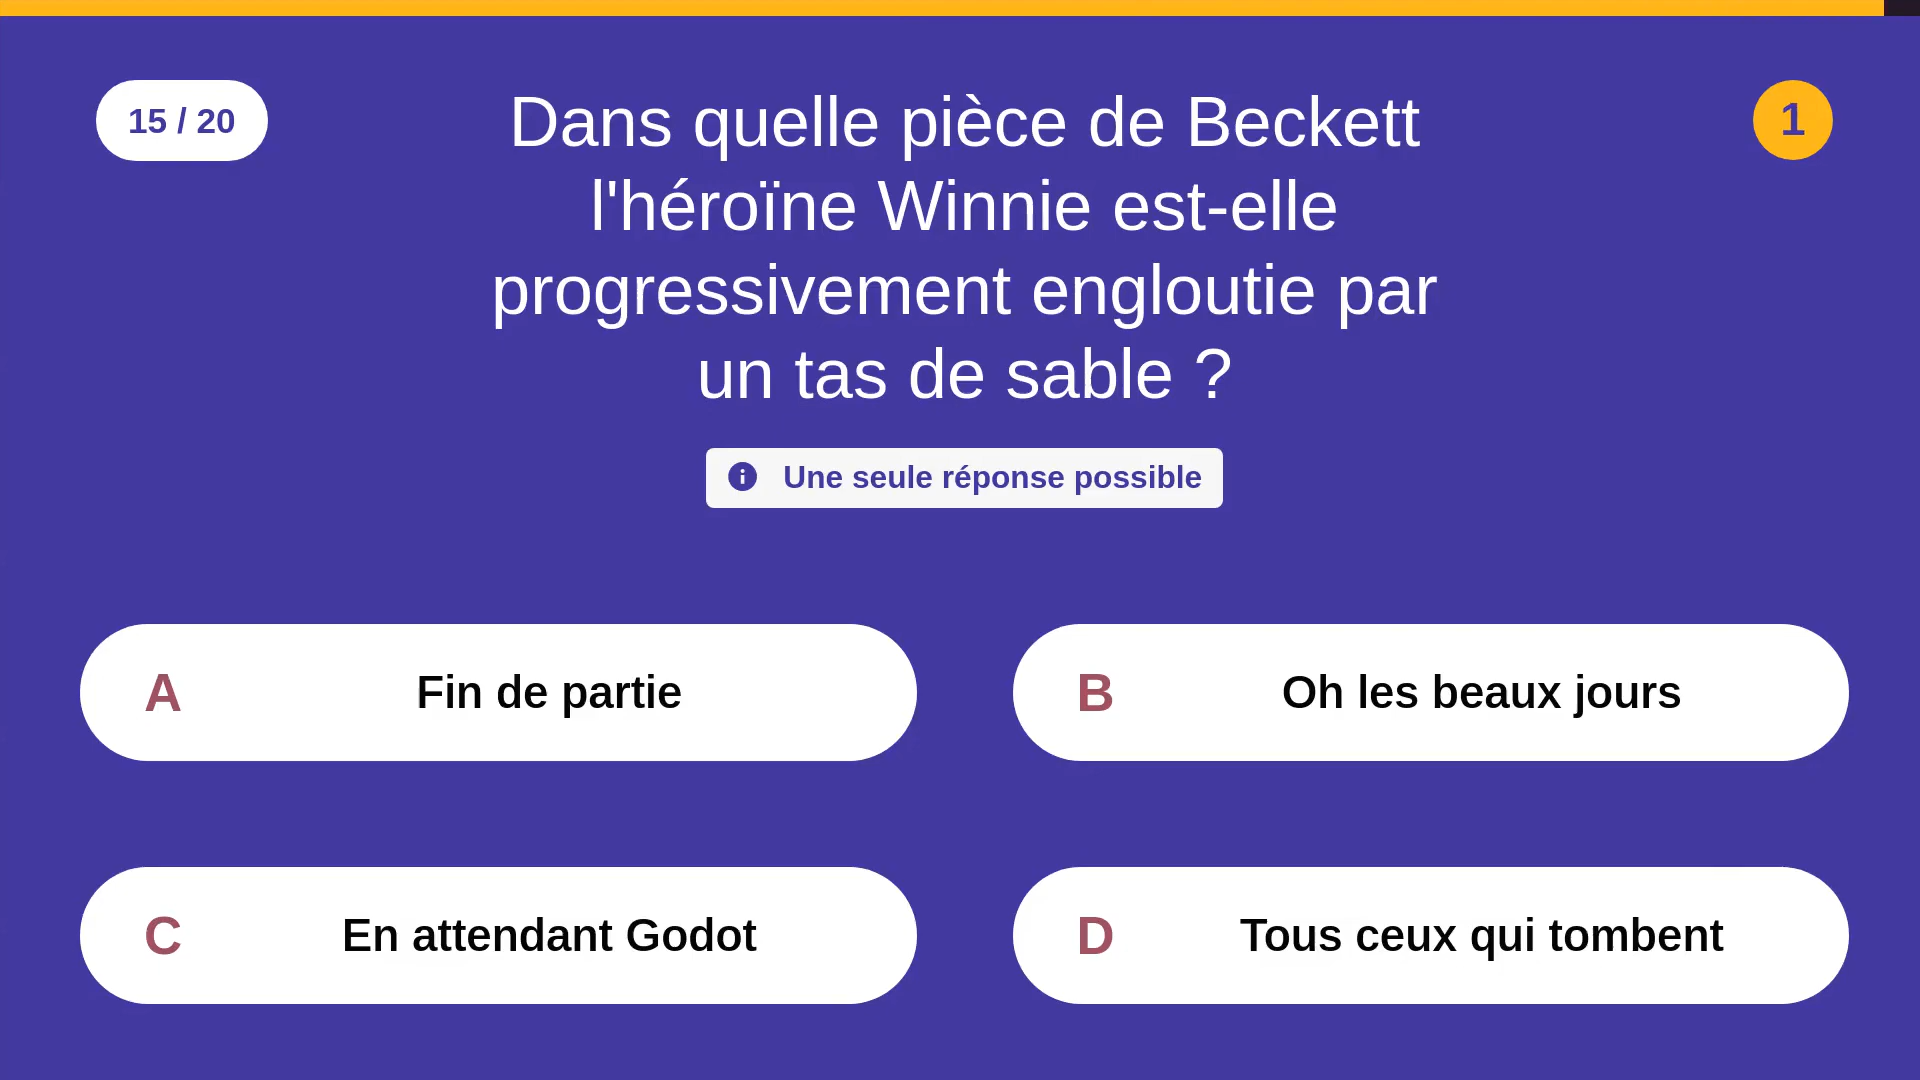 15 / 20
Dans quelle pièce de Beckett
l'héroïne Winnie est-elle
progressivement engloutie par
un tas de sable ?
1
Une seule réponse possible
A Fin de partie
B Oh les beaux jours
C En attendant Godot
D Tous ceux qui tombent